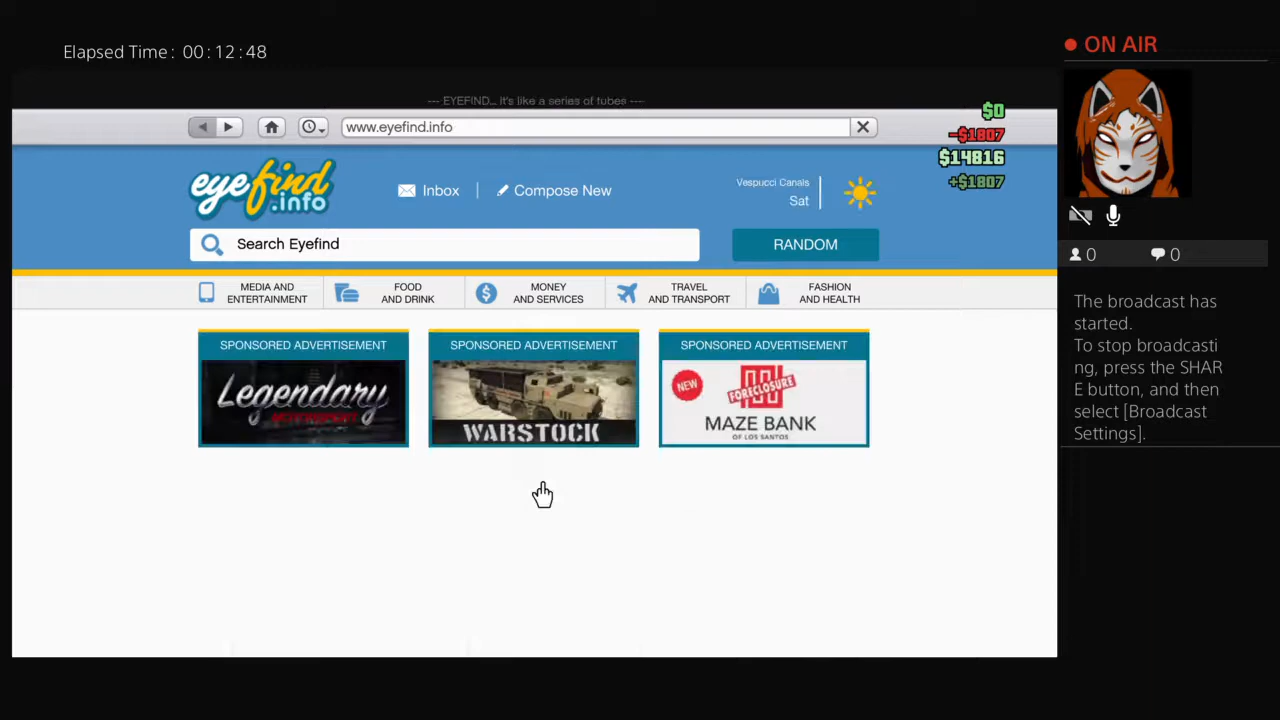 Elapsed Time: 00:12:48
ON AIR
--- EYEFIND... It's like a series of tubes ---
$0
-$1807
$14816
+$1807
www.eyefind.info
eyefind
.info
Inbox
Compose New
Vespucci Canals
Sat
Search Eyefind
RANDOM
0
0
MEDIA AND
ENTERTAINMENT
FOOD
AND DRINK
MONEY
AND SERVICES
TRAVEL
AND TRANSPORT
FASHION
AND HEALTH
SPONSORED ADVERTISEMENT
Legendary
MOTORSPORT
SPONSORED ADVERTISEMENT
WARSTOCK
SPONSORED ADVERTISEMENT
NEW
FORECLOSURE
MAZE BANK
OF LOS SANTOS
The broadcast has
started.
To stop broadcasti
ng, press the SHAR
E button, and then
select [Broadcast
Settings].